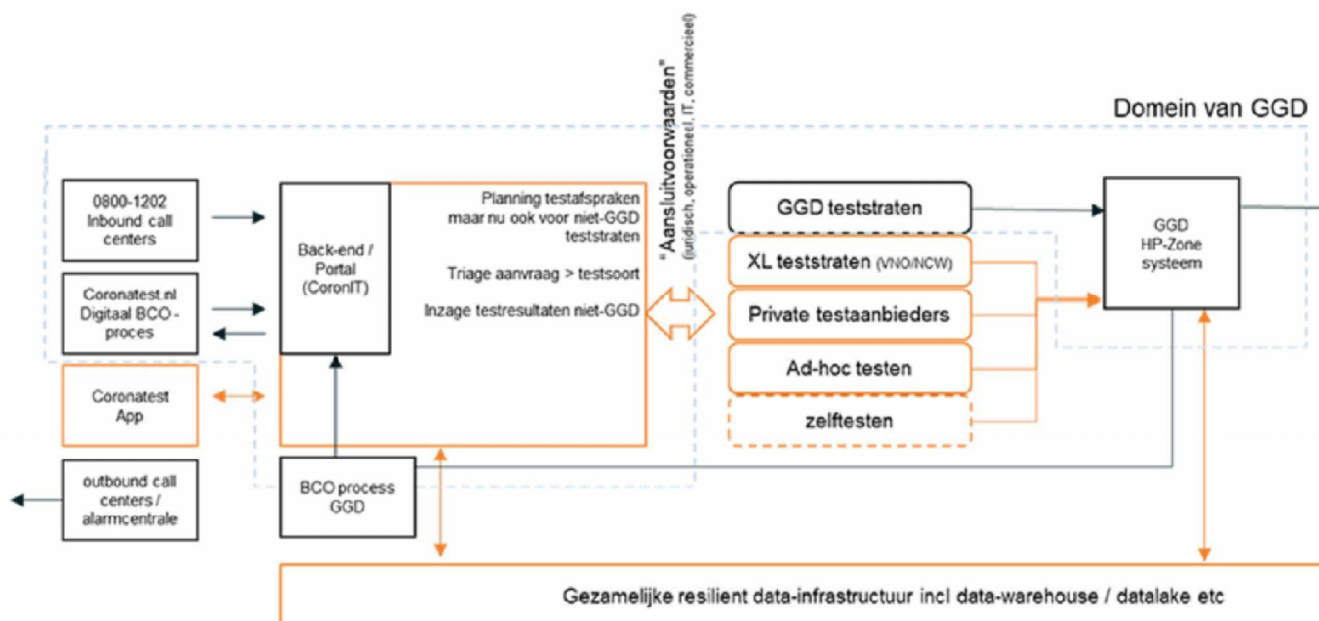 "Aansluitvoorwaarden"
(juridisch, operationeel, IT, commercieel)
Domein van GGD
0800-1202
Inbound call
centers
Coronatest.nl
Digitaal BCO -
proces
Coronatest
App
outbound call
centers /
alarmcentrale
Back-end /
Portal
(CoronIT)
Planning testafspraken
maar nu ook voor niet-GGD
teststraten
Triage aanvraag > testsoort
Inzage testresultaten niet-GGD
BCO process
GGD
GGD teststraten
XL teststraten (VNO/NCW)
Private testaanbieders
Ad-hoc testen
zelftesten
GGD
HP-Zone
systeem
Gezamelijke resilient data-infrastructuur incl data-warehouse / datalake etc